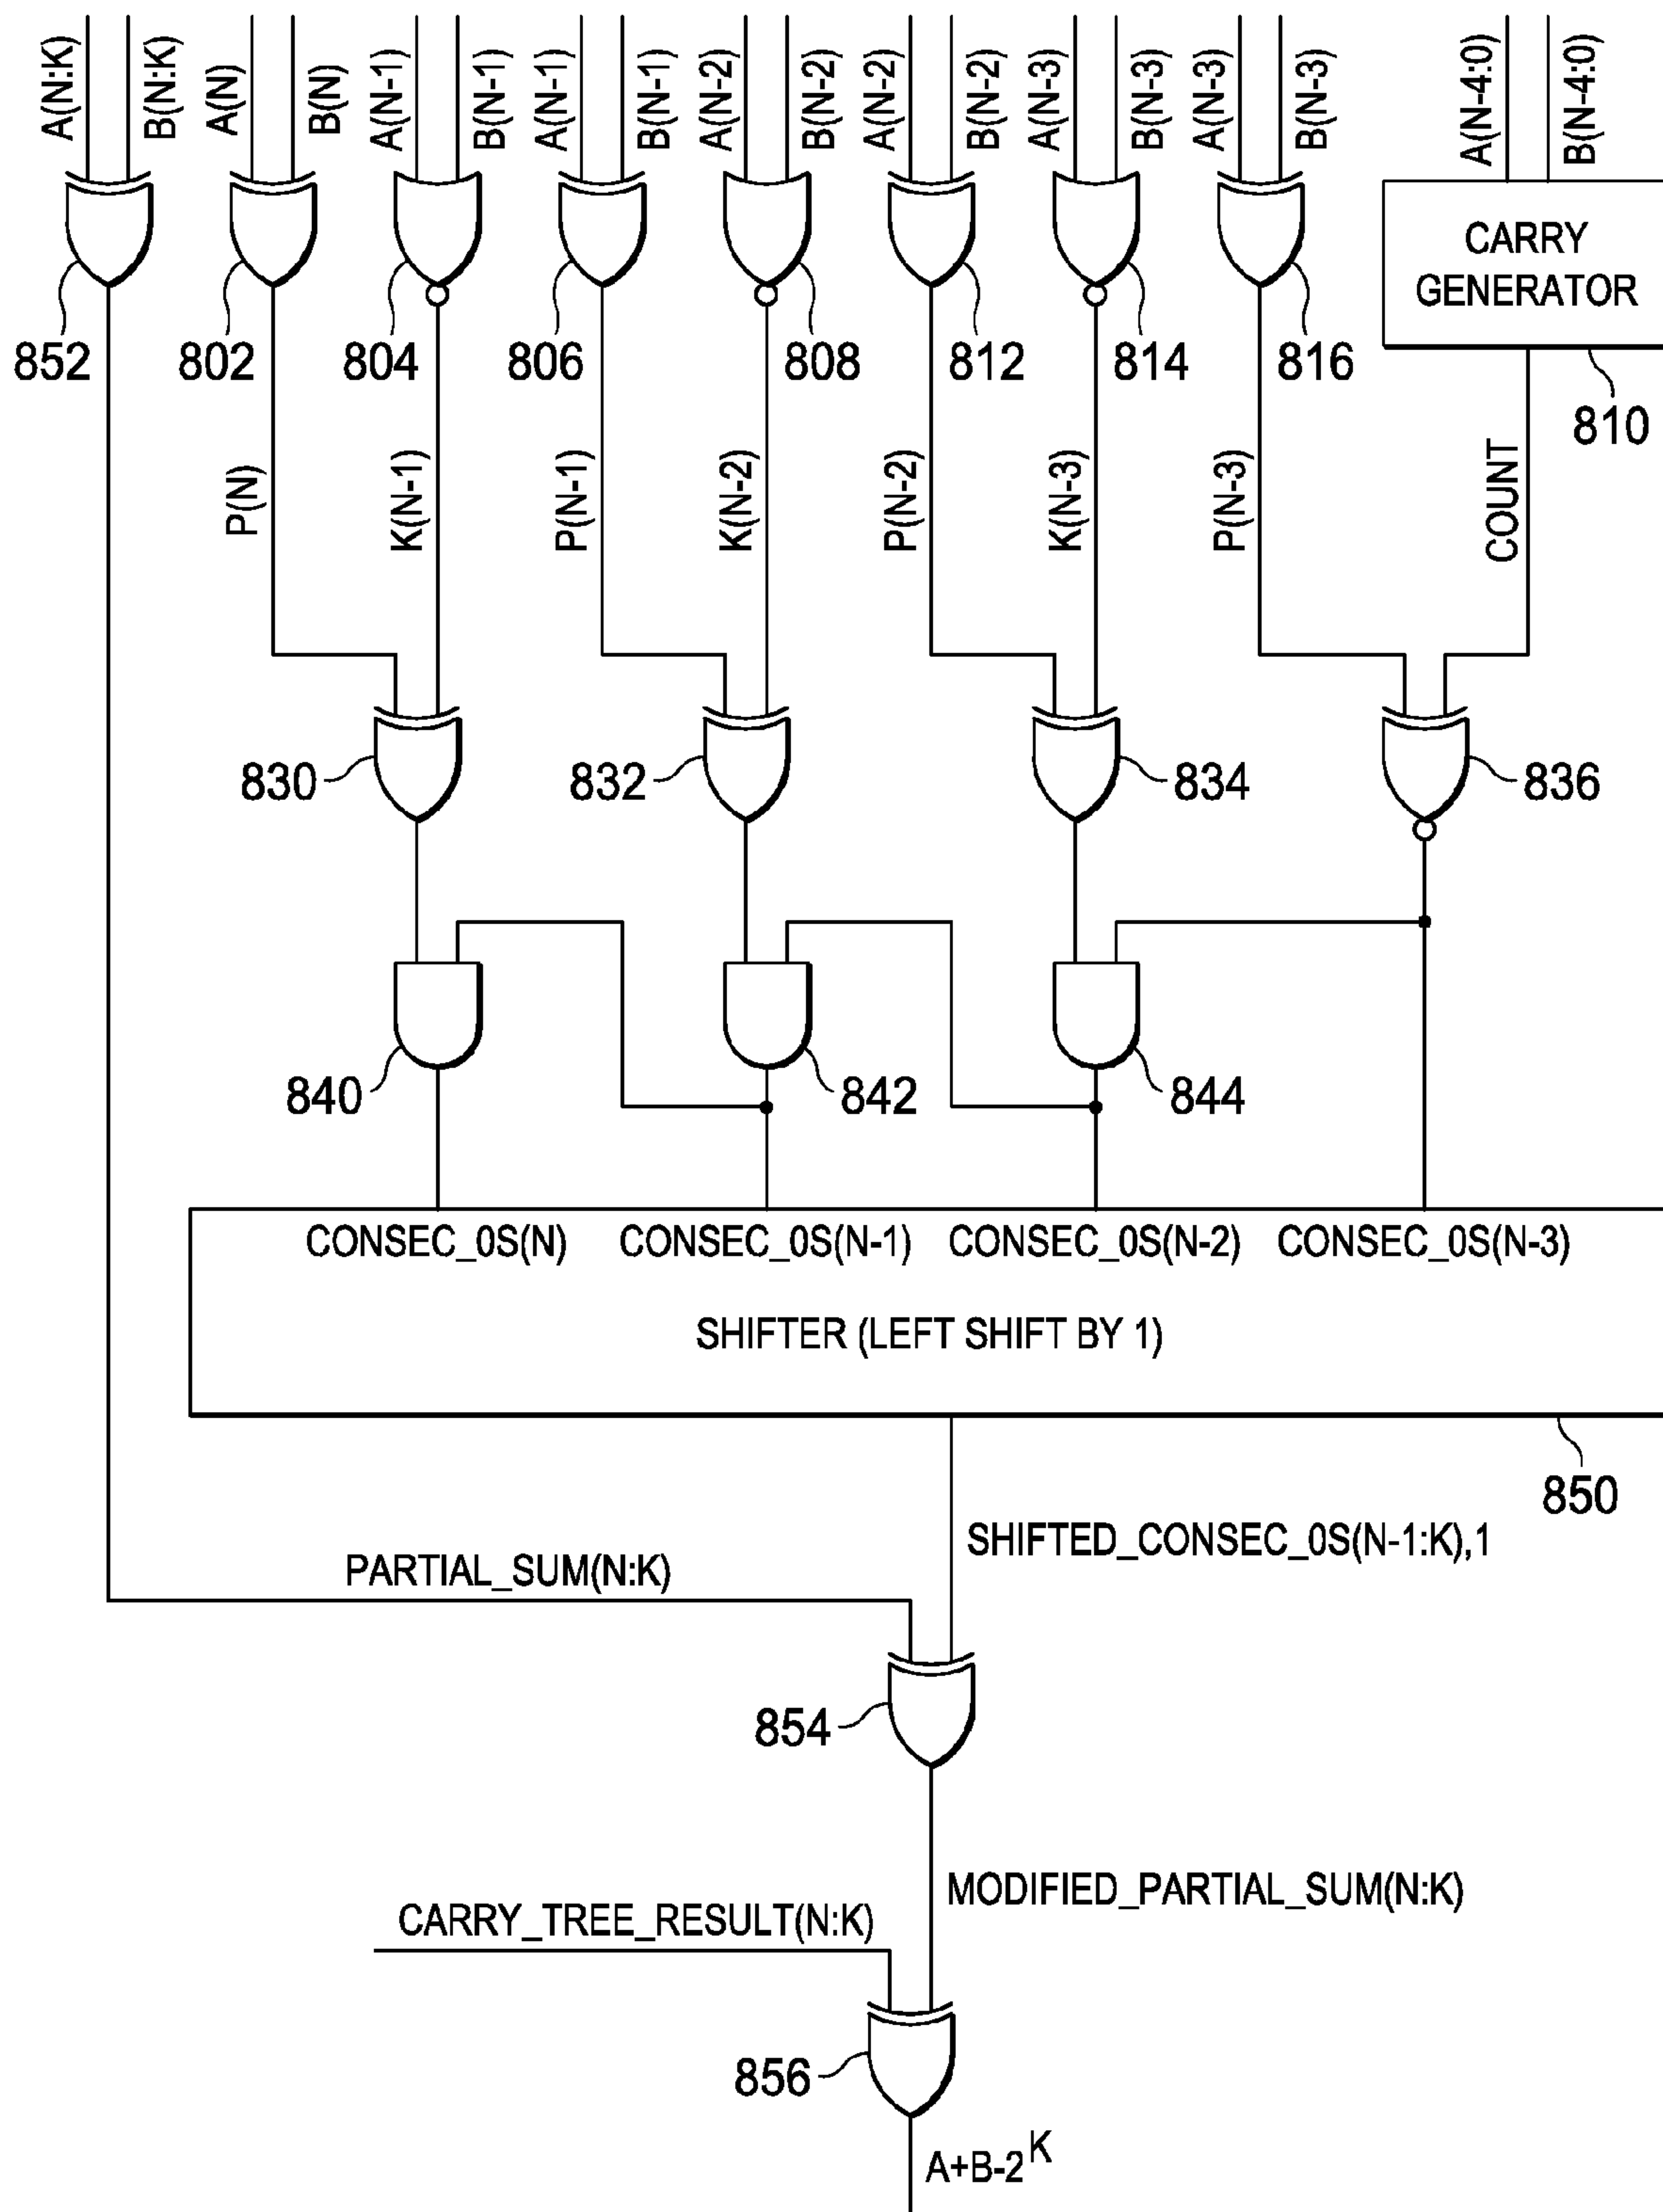 A(N:K)
B(N:K)
A(N)
B(N)
A(N-1)
B(N-1)
A(N-1)
B(N-1)
A(N-2)
B(N-2)
A(N-2)
B(N-2)
A(N-3)
B(N-3)
A(N-3)
B(N-3)
A(N-4:0)
B(N-4:0)
CARRY
GENERATOR
852
802
804
806
808
812
814
816
810
P(N)
K(N-1)
P(N-1)
K(N-2)
P(N-2)
K(N-3)
P(N-3)
COUNT
830
832
834
836
840
842
844
CONSEC_0S(N)
CONSEC_0S(N-1)
CONSEC_0S(N-2)
CONSEC_0S(N-3)
SHIFTER (LEFT SHIFT BY 1)
850
SHIFTED_CONSEC_0S(N-1:K),1
PARTIAL_SUM(N:K)
854
MODIFIED_PARTIAL_SUM(N:K)
CARRY_TREE_RESULT(N:K)
856
A+B-2^K